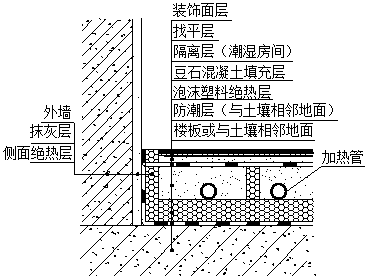 装饰面层
找平层
隔离层（潮湿房间）
豆石混凝土填充层
泡沫塑料绝热层
防潮层（与土壤相邻地面）
楼板或与土壤相邻地面
外墙
抹灰层
侧面绝热层
加热管